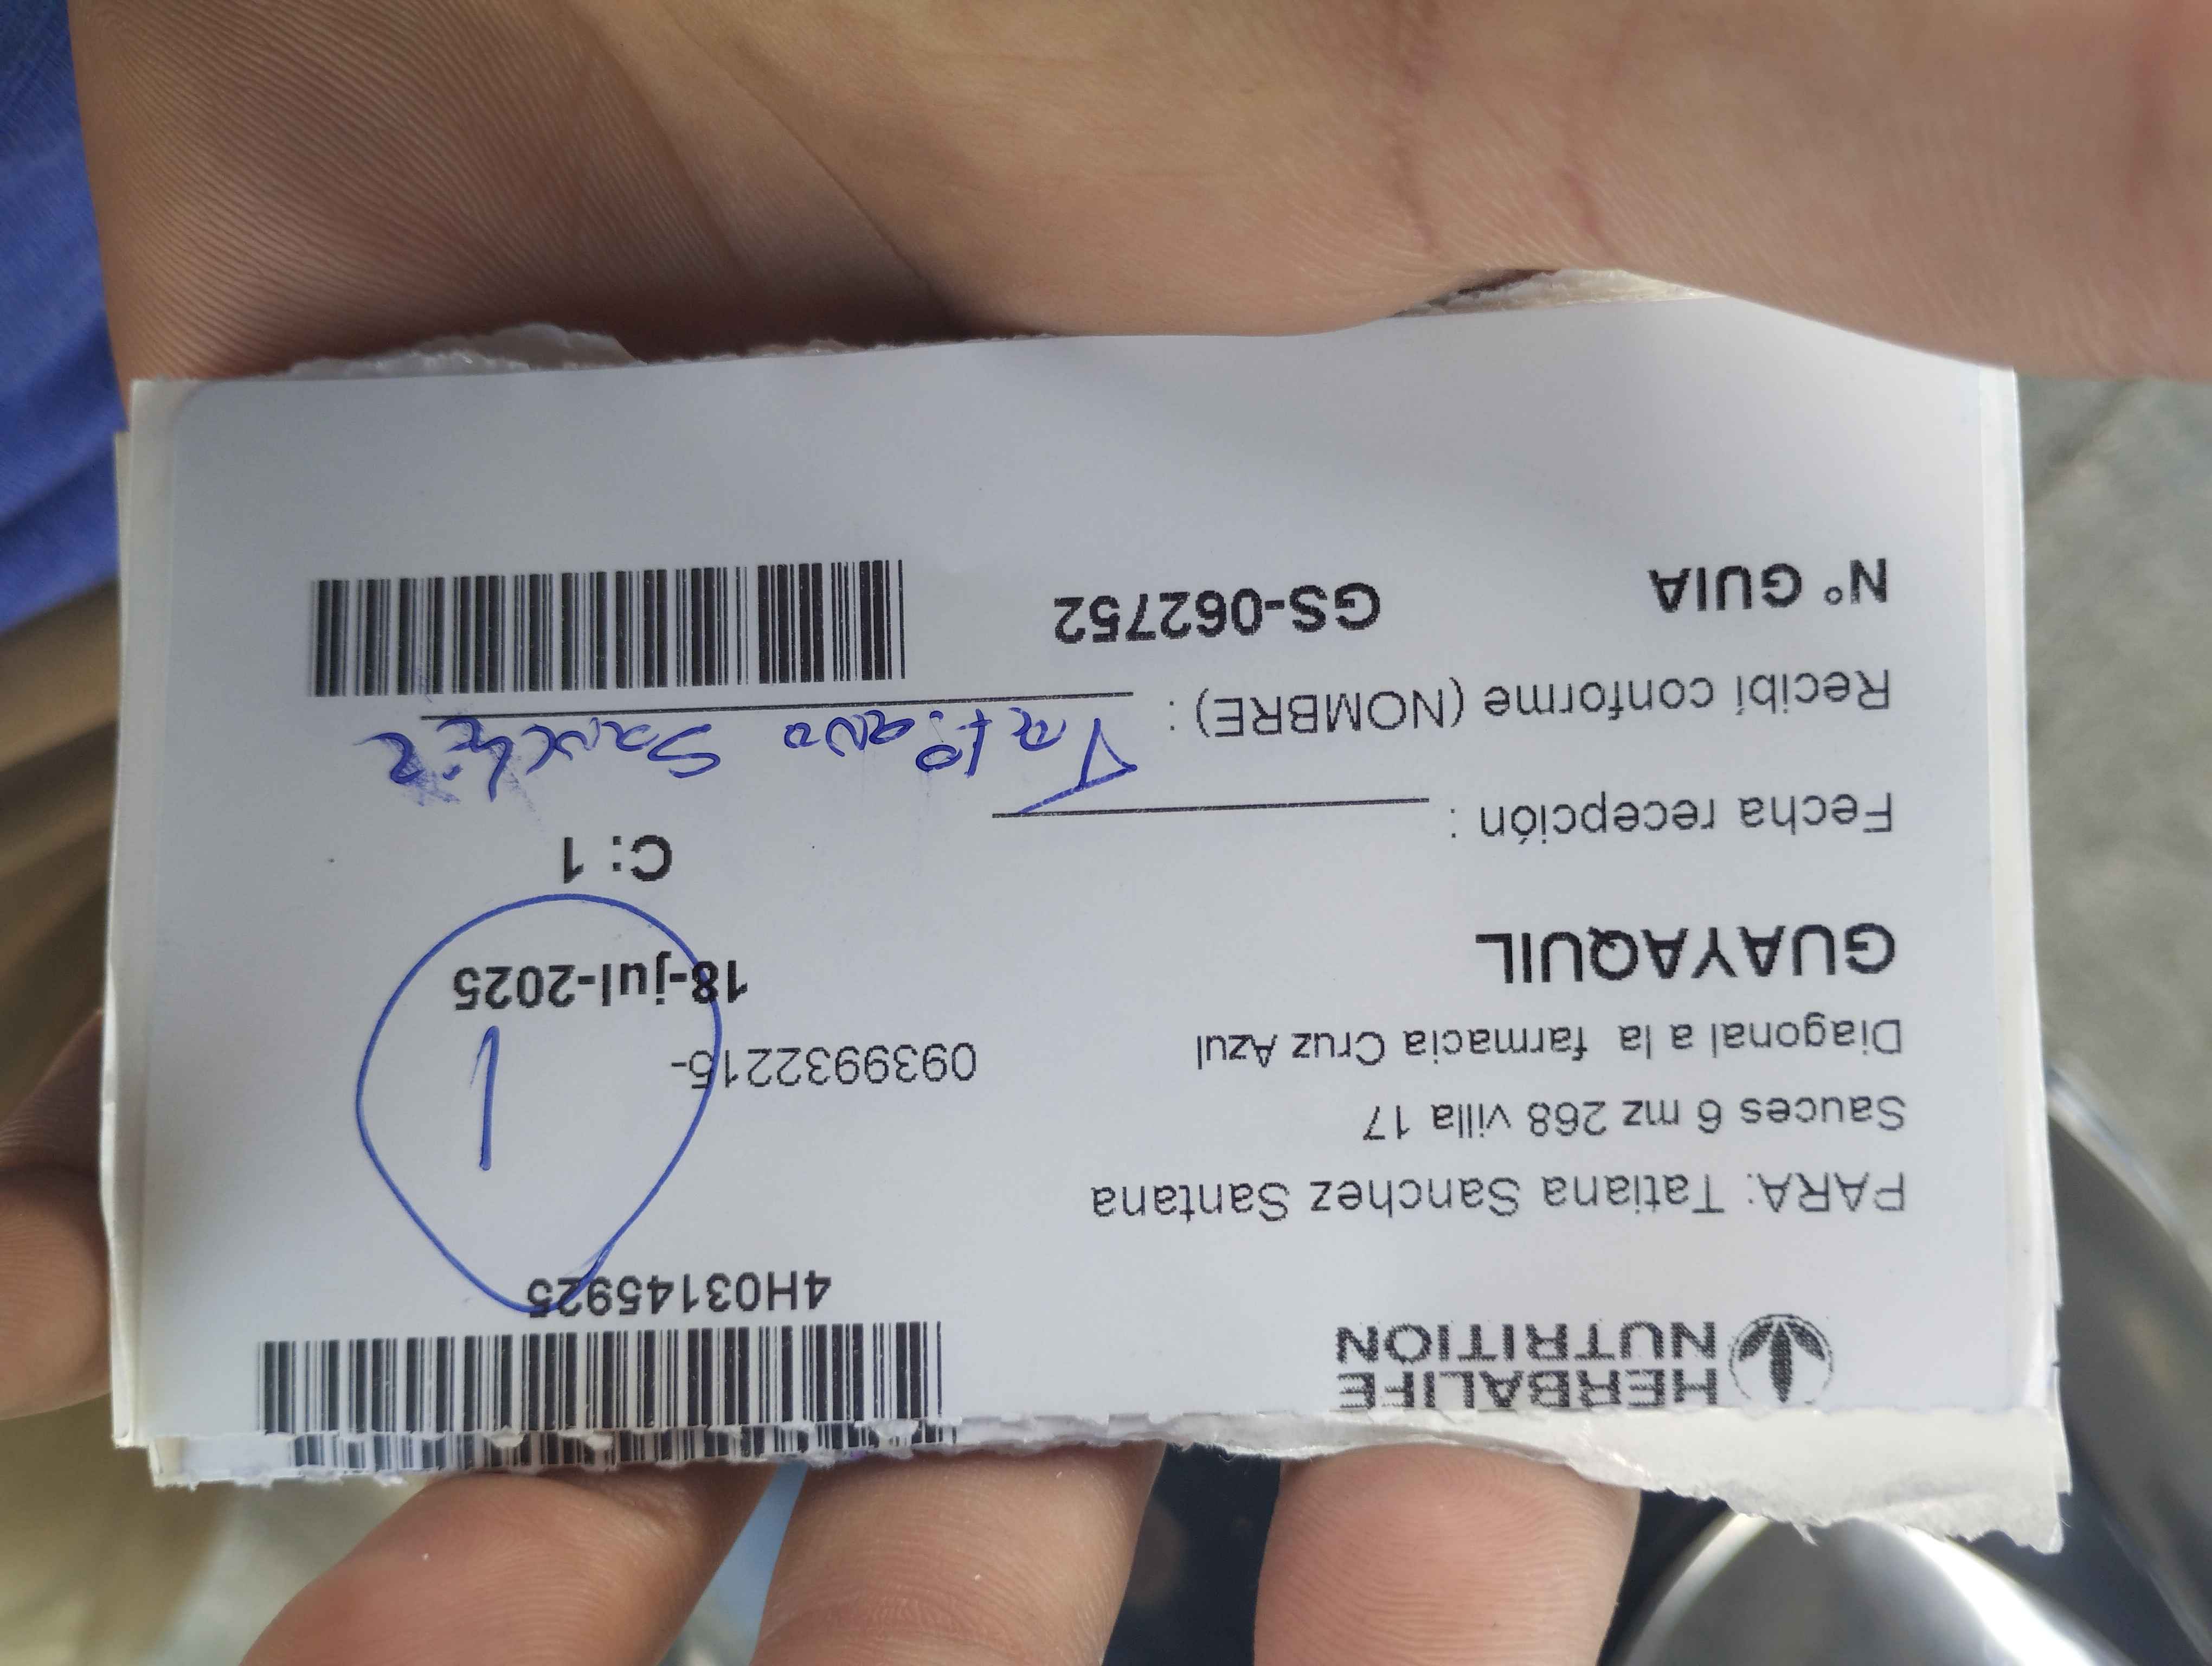 HERBALIFE
NUTRITION
4H031459925
PARA: Tatiana Sanchez Santana
Sauces 6 mz 268 villa 17
0939932215-
Diagonal a la farmacia Cruz Azul
1
GUAYAQUIL
18-jul-2025
C: 1
Fecha recepción :
Recibí conforme (NOMBRE) : Tatiana Sanchez
N° GUIA GS-062752